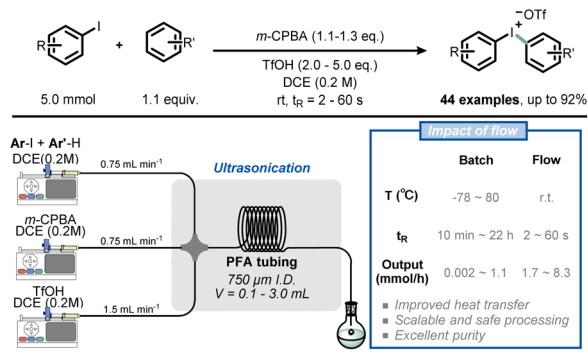 R
I
+
R'
m-CPBA (1.1-1.3 eq.)
TfOH (2.0 - 5.0 eq.)
DCE (0.2 M)
rt, tR = 2 - 60 s
−OTf
I
+
R
R'
5.0 mmol
1.1 equiv.
44 examples, up to 92%
Ar-I + Ar'-H
DCE(0.2M)
0.75 mL min-1
m-CPBA
DCE (0.2M)
0.75 mL min-1
TfOH
DCE (0.2M)
1.5 mL min-1
Ultrasonication
PFA tubing
750 μm I.D.
V = 0.1 - 3.0 mL
Impact of flow
Batch Flow
T (°C) -78 ~ 80 r.t.
tR 10 min ~ 22 h 2 ~ 60 s
Output
(mmol/h) 0.002 ~ 1.1 1.7 ~ 8.3
■ Improved heat transfer
■ Scalable and safe processing
■ Excellent purity